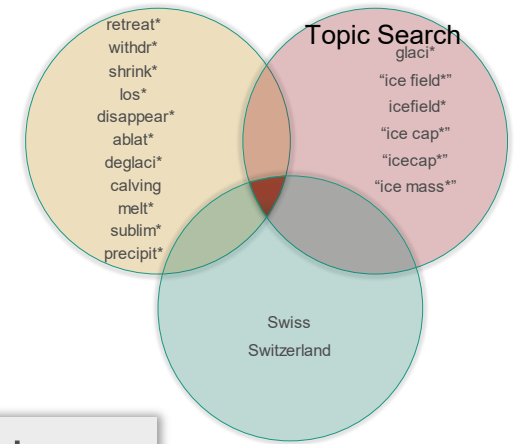 Topic Search
retreat*
withdr*
shrink*
los*
disappear*
ablat*
deglaci*
calving
melt*
sublim*
precipit*
glaci*
“ice field*”
icefield*
“ice cap*”
“icecap*”
“ice mass*”
Swiss
Switzerland